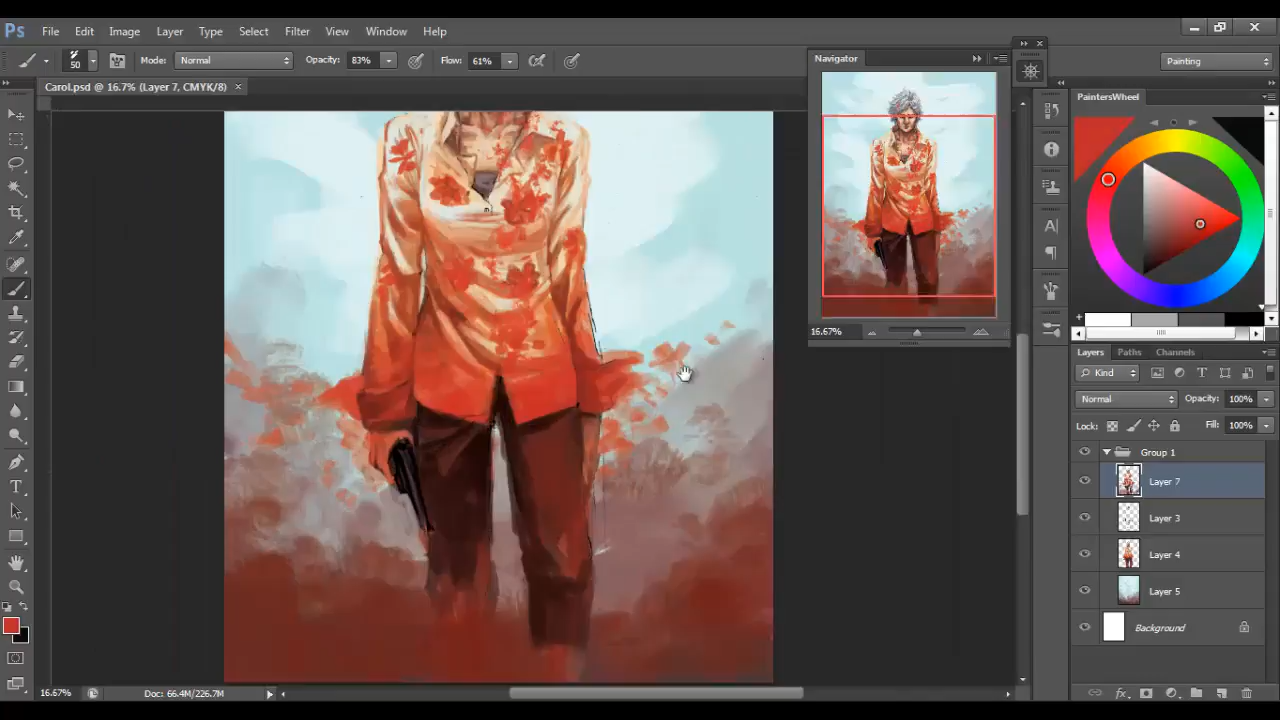 Ps File Edit Image Layer Type Select Filter View Window Help
50 Mode: Normal Opacity: 83% Flow: 61% Painting
Carol.psd @ 16.7% (Layer 7, CMYK/8) ×
Navigator
16.67%
PaintersWheel
Layers Paths Channels
Kind
Normal Opacity: 100%
Lock: Fill: 100%
Group 1
Layer 7
Layer 3
Layer 4
Layer 5
Background
16.67% Doc: 66.4M/226.7M